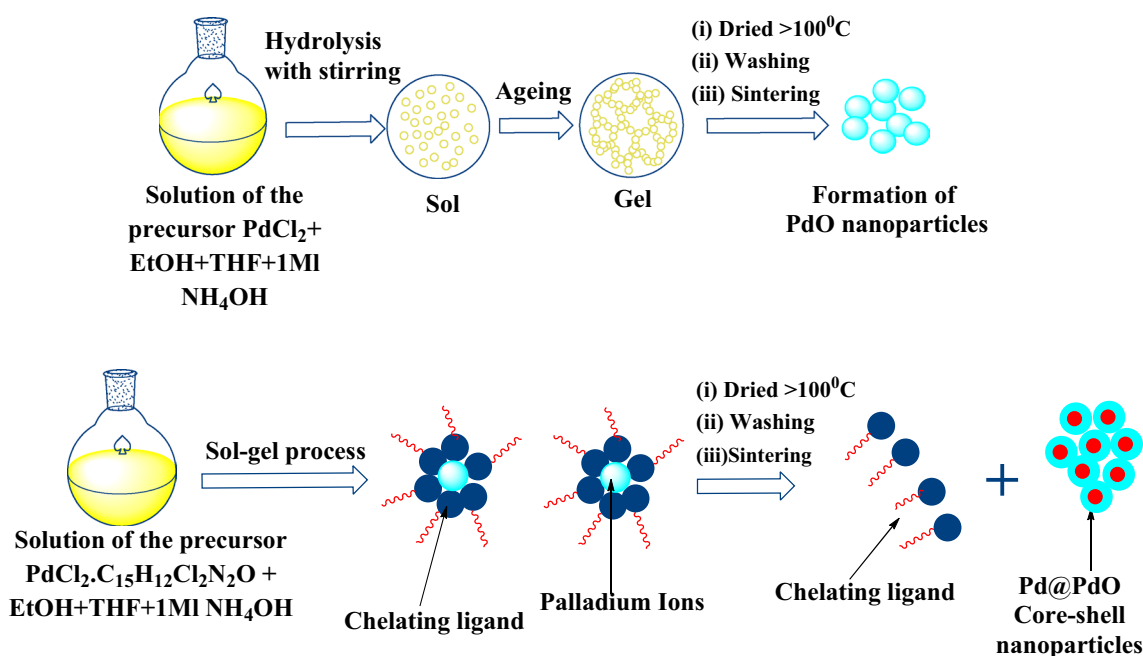 Hydrolysis
with stirring
Ageing
(i) Dried >100⁰C
(ii) Washing
(iii) Sintering
Solution of the
precursor PdCl₂+
EtOH+THF+1Ml
NH₄OH
Sol
Gel
Formation of
PdO nanoparticles
Sol-gel process
(i) Dried >100⁰C
(ii) Washing
(iii)Sintering
+
Solution of the precursor
PdCl₂.C₁₅H₁₂Cl₂N₂O +
EtOH+THF+1Ml NH₄OH
Chelating ligand
Palladium Ions
Chelating ligand
Pd@PdO
Core-shell
nanoparticles